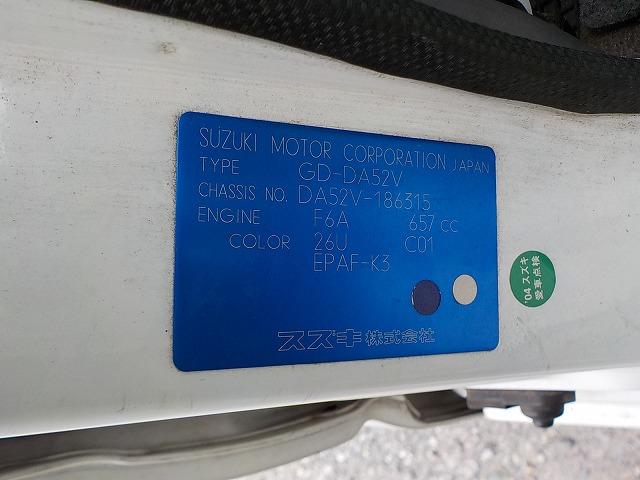 SUZUKI MOTOR CORPORATION JAPAN
TYPE GD-DA52V
CHASSIS NO. DA52V-186315
ENGINE F6A 657 cc
COLOR 26U C01
EPAF-K3
スズキ株式会社
'04 スズキ
愛車点検